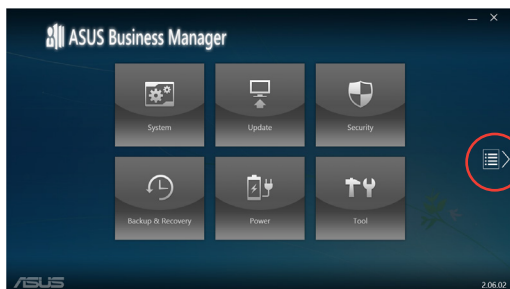 ASUS Business Manager
System
Update
Security
Backup & Recovery
Power
Tool
ASUS
2.06.02